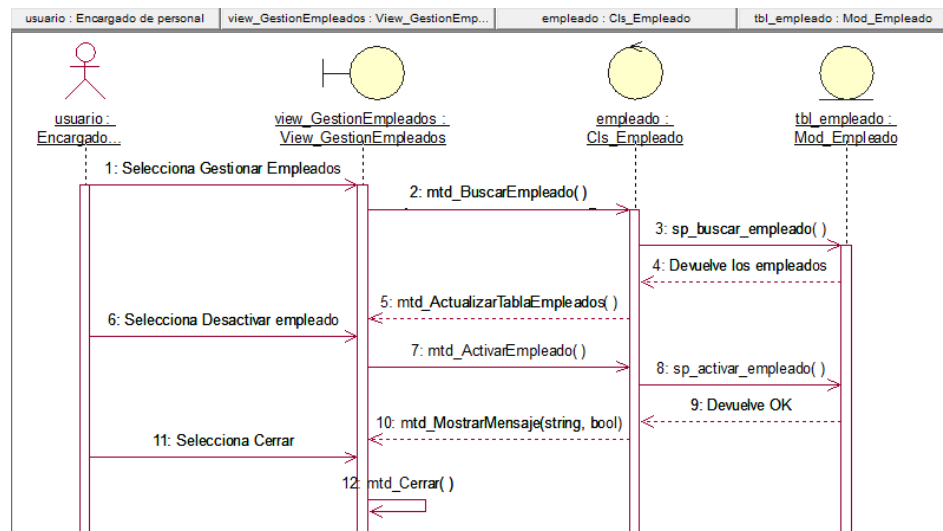 usuario : Encargado de personal
view_GestionEmpleados : View_GestionEmp...
empleado : Cls_Empleado
tbl_empleado : Mod_Empleado
usuario :
Encargado...
view_GestionEmpleados :
View_GestionEmpleados
empleado :
Cls_Empleado
tbl_empleado :
Mod_Empleado
1: Selecciona Gestionar Empleados
2: mtd_BuscarEmpleado( )
3: sp_buscar_empleado( )
4: Devuelve los empleados
5: mtd_ActualizarTablaEmpleados( )
6: Selecciona Desactivar empleado
7: mtd_ActivarEmpleado( )
8: sp_activar_empleado( )
9: Devuelve OK
10: mtd_MostrarMensaje(string, bool)
11: Selecciona Cerrar
12: mtd_Cerrar( )